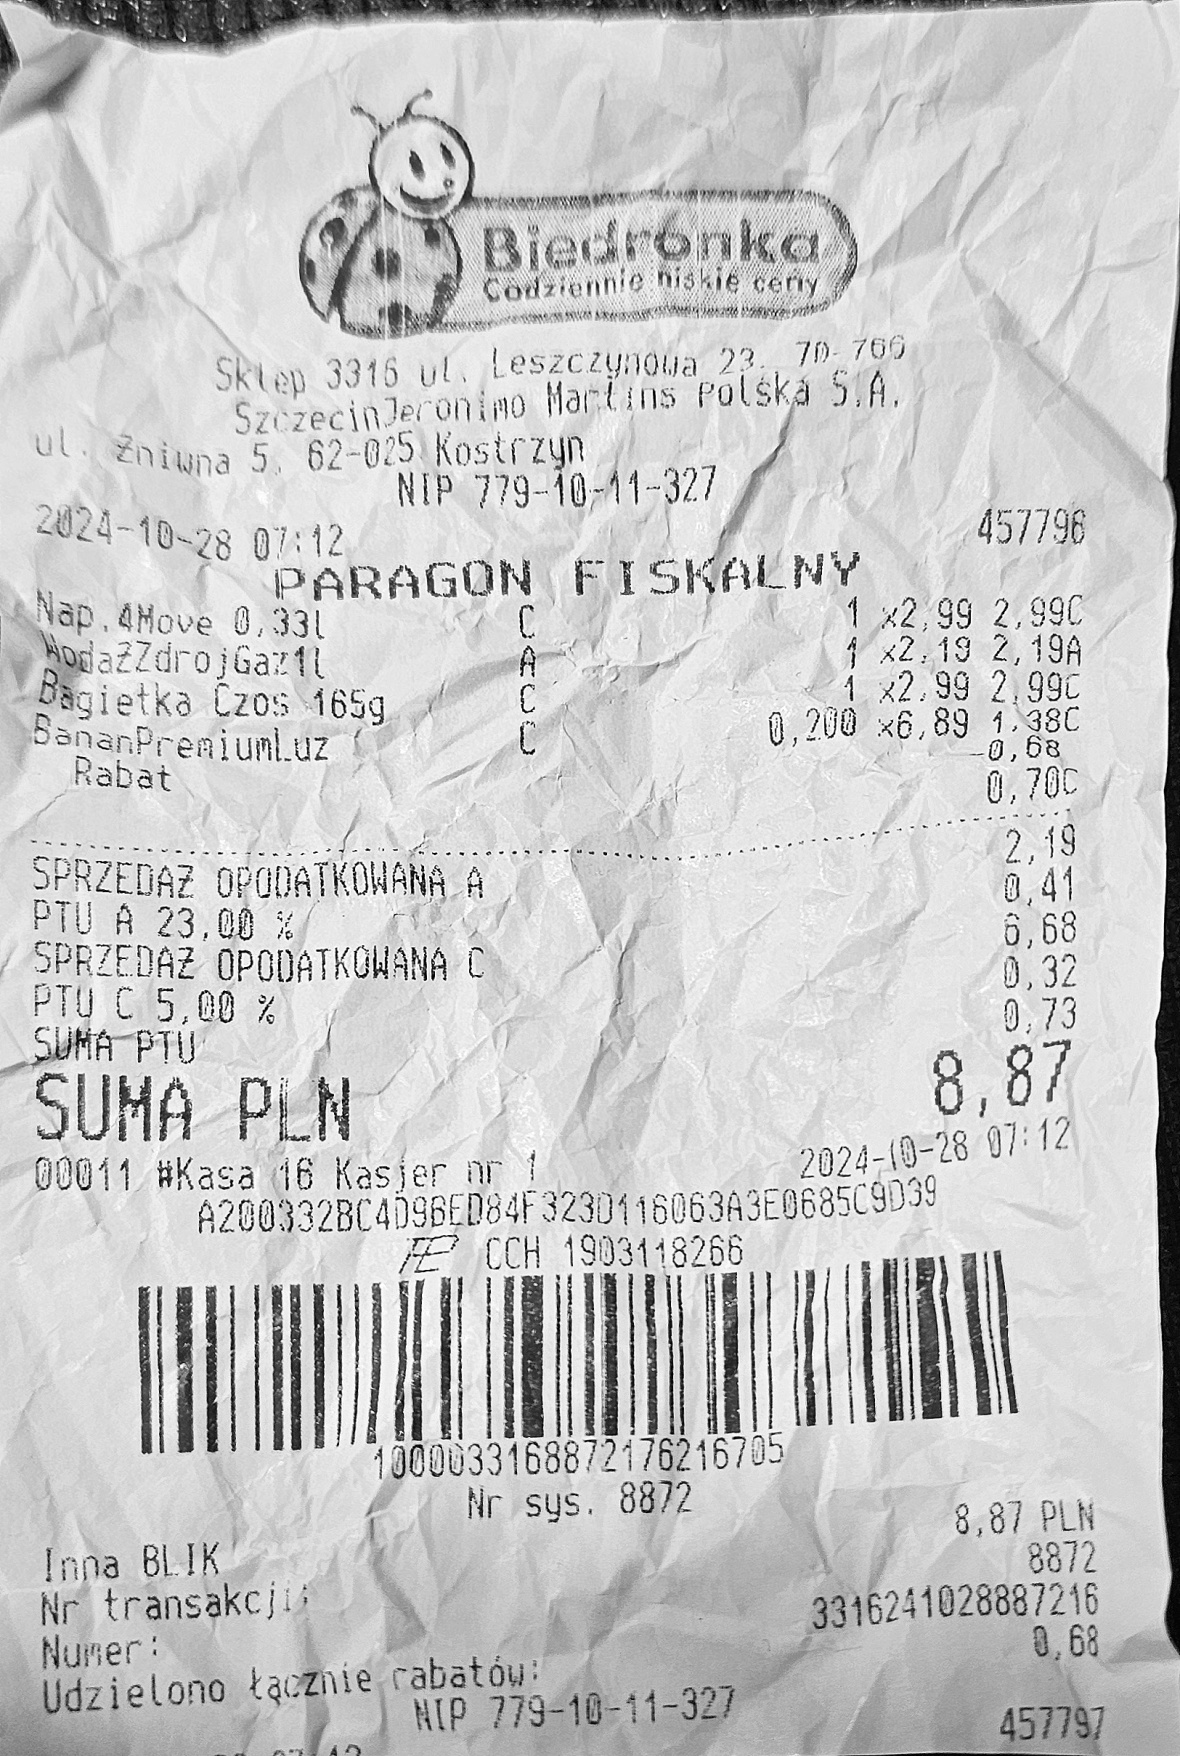 Biedronka
Codziennie niskie ceny
Sklep 3316 ul. Leszczynowa 23. 70-766
SzczecinJeronimo Martins Polska S.A.
ul. Żniwna 5. 62-025 Kostrzyn
NIP 779-10-11-327
2024-10-28 07:12 457796
PARAGON FISKALNY
Nap.4Move 0,33l C 1 x2,99 2,99C
WodaŻZdrojGaz1l A 1 x2,19 2,19A
Bagietka Czos 165g C 1 x2,99 2,99C
BananPremiumLuz C 0,200 x6,89 1,38C
Rabat -0,68
0,70C
SPRZEDAŻ OPODATKOWANA A 2,19
PTU A 23,00 % 0,41
SPRZEDAŻ OPODATKOWANA C 6,68
PTU C 5,00 % 0,32
SUMA PTU 0,73
SUMA PLN 8,87
00011 #Kasa 16 Kasjer nr 1 2024-10-28 07:12
A200332BC4D9BED84F323D116063A3E0685C9D39
CCH 1903118266
1000033168872176216705
Nr sys. 8872
Inna BLIK 8,87 PLN
Nr transakcji: 8872
Numer: 3316241028887216
Udzielono łącznie rabatów: 0,68
NIP 779-10-11-327
457797